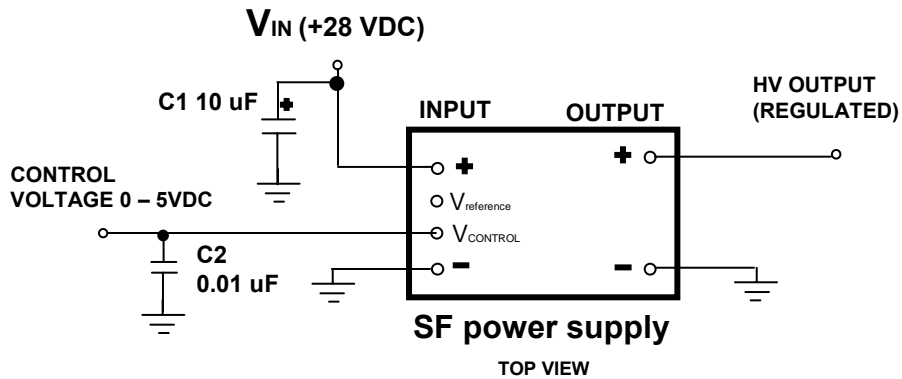 VIN (+28 VDC)
C1 10 uF
+
INPUT
OUTPUT
HV OUTPUT
(REGULATED)
+
+
CONTROL
VOLTAGE 0 – 5VDC
Vreference
VCONTROL
C2
0.01 uF
-
-
SF power supply
TOP VIEW